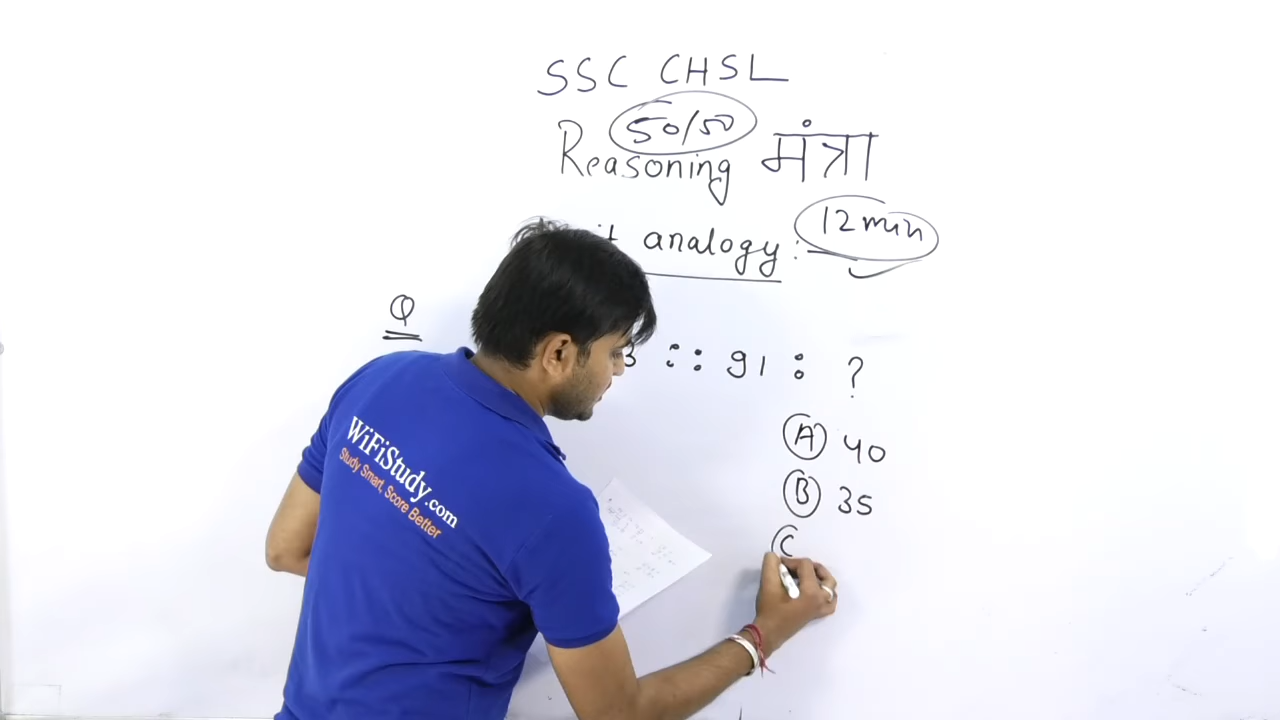 SSC CHSL
50/50
Reasoning मंत्रा
analogy : 12 min
Q
3 :: 91 : ?
A 40
B 35
C
WiFiStudy.com
Study Smart, Score Better